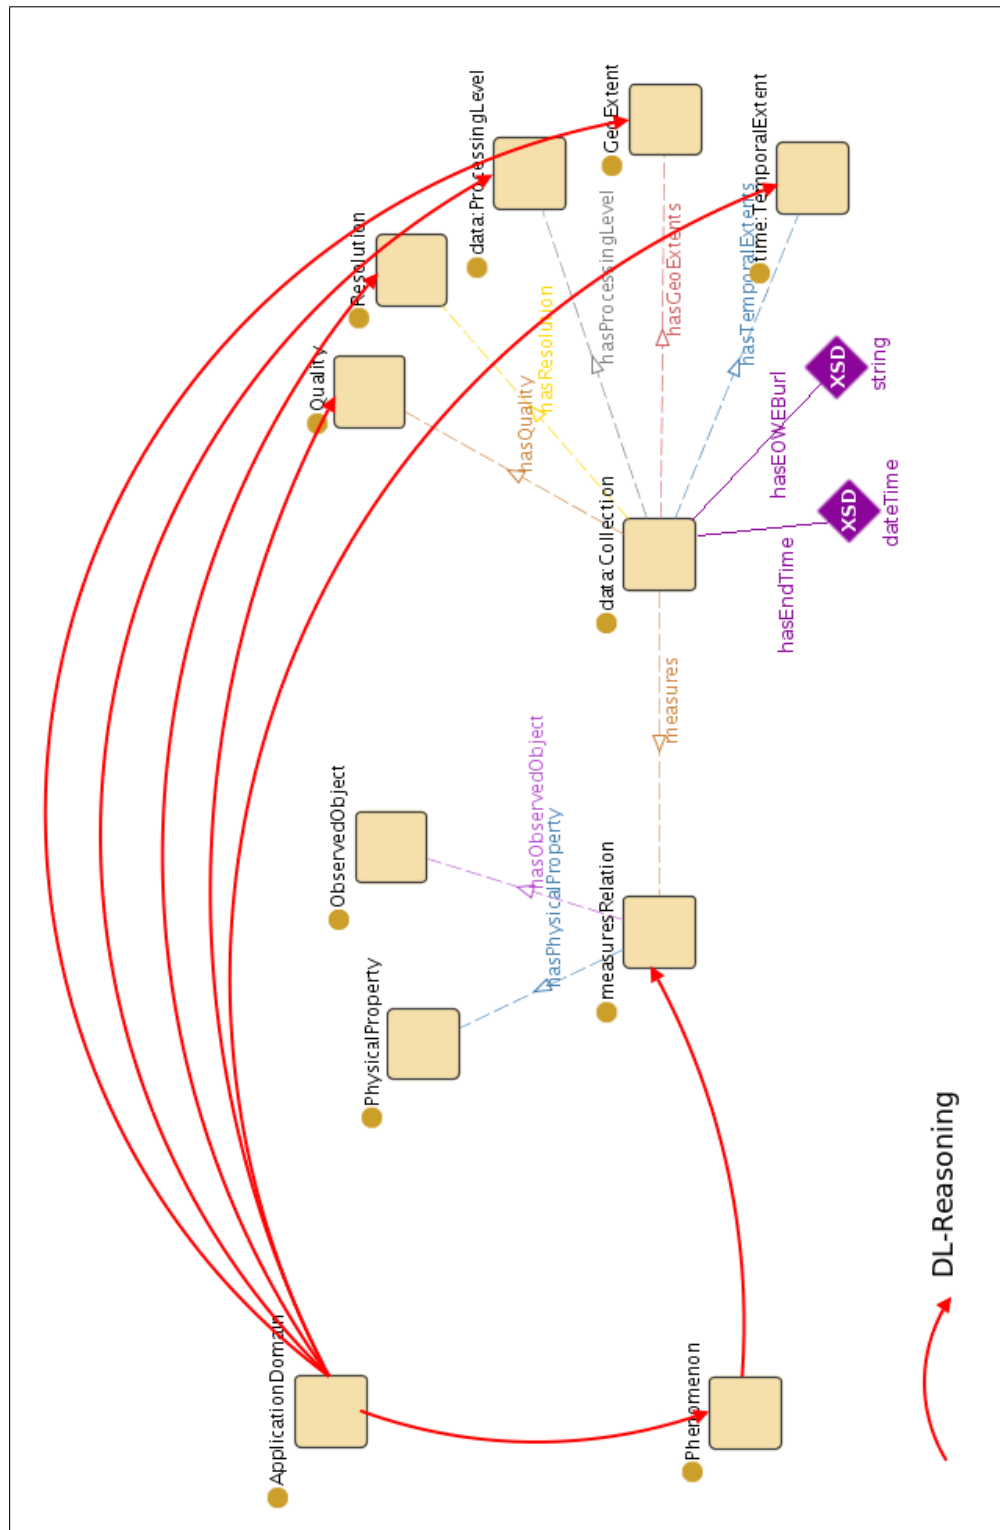 ApplicationDomain
Phenomenon
PhysicalProperty
ObservedObject
hasPhysicalProperty
hasObservedObject
measuresRelation
measures
data:Collection
Quality
hasQuality
Resolution
hasResolution
data:ProcessingLevel
hasProcessingLevel
GeoExtent
hasGeoExtents
time:TemporalExtent
hasTemporalExtents
hasEOWEBurl
XSD
string
hasEndTime
XSD
dateTime
DL-Reasoning